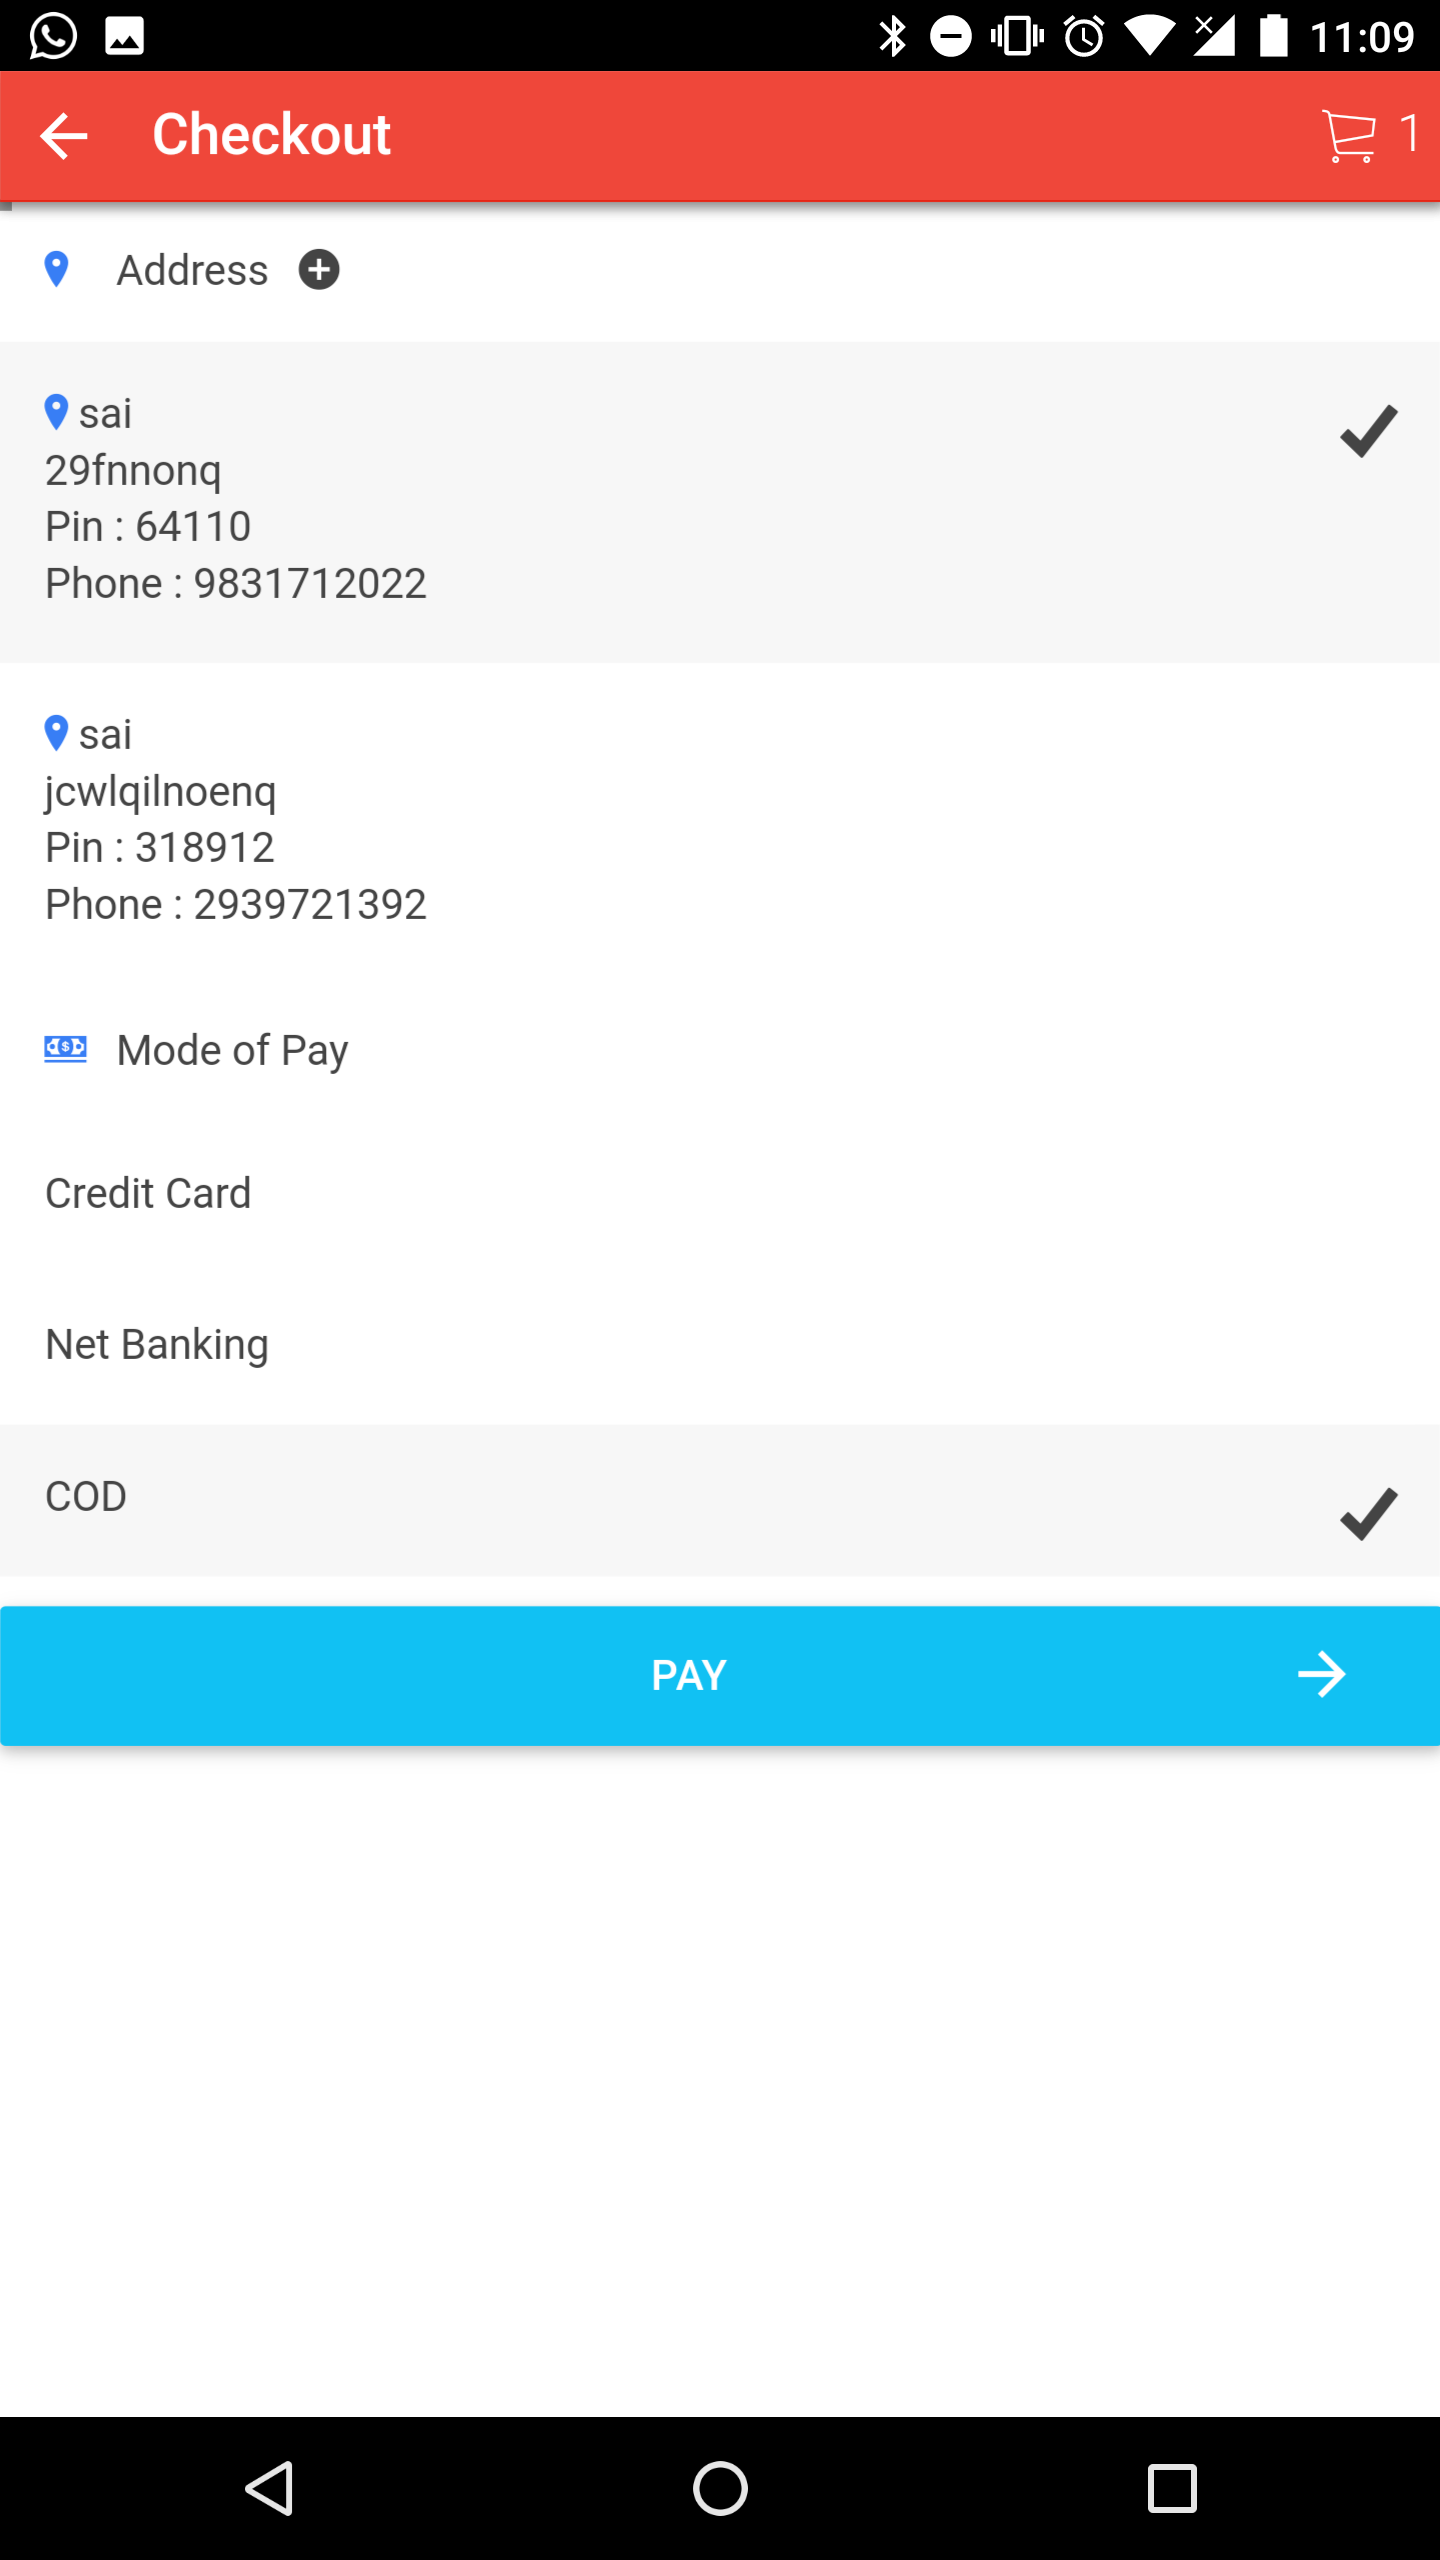 11:09
Checkout 1
Address
sai
29fnnonq
Pin : 64110
Phone : 9831712022
sai
jcwlqilnoenq
Pin : 318912
Phone : 2939721392
Mode of Pay
Credit Card
Net Banking
COD
PAY